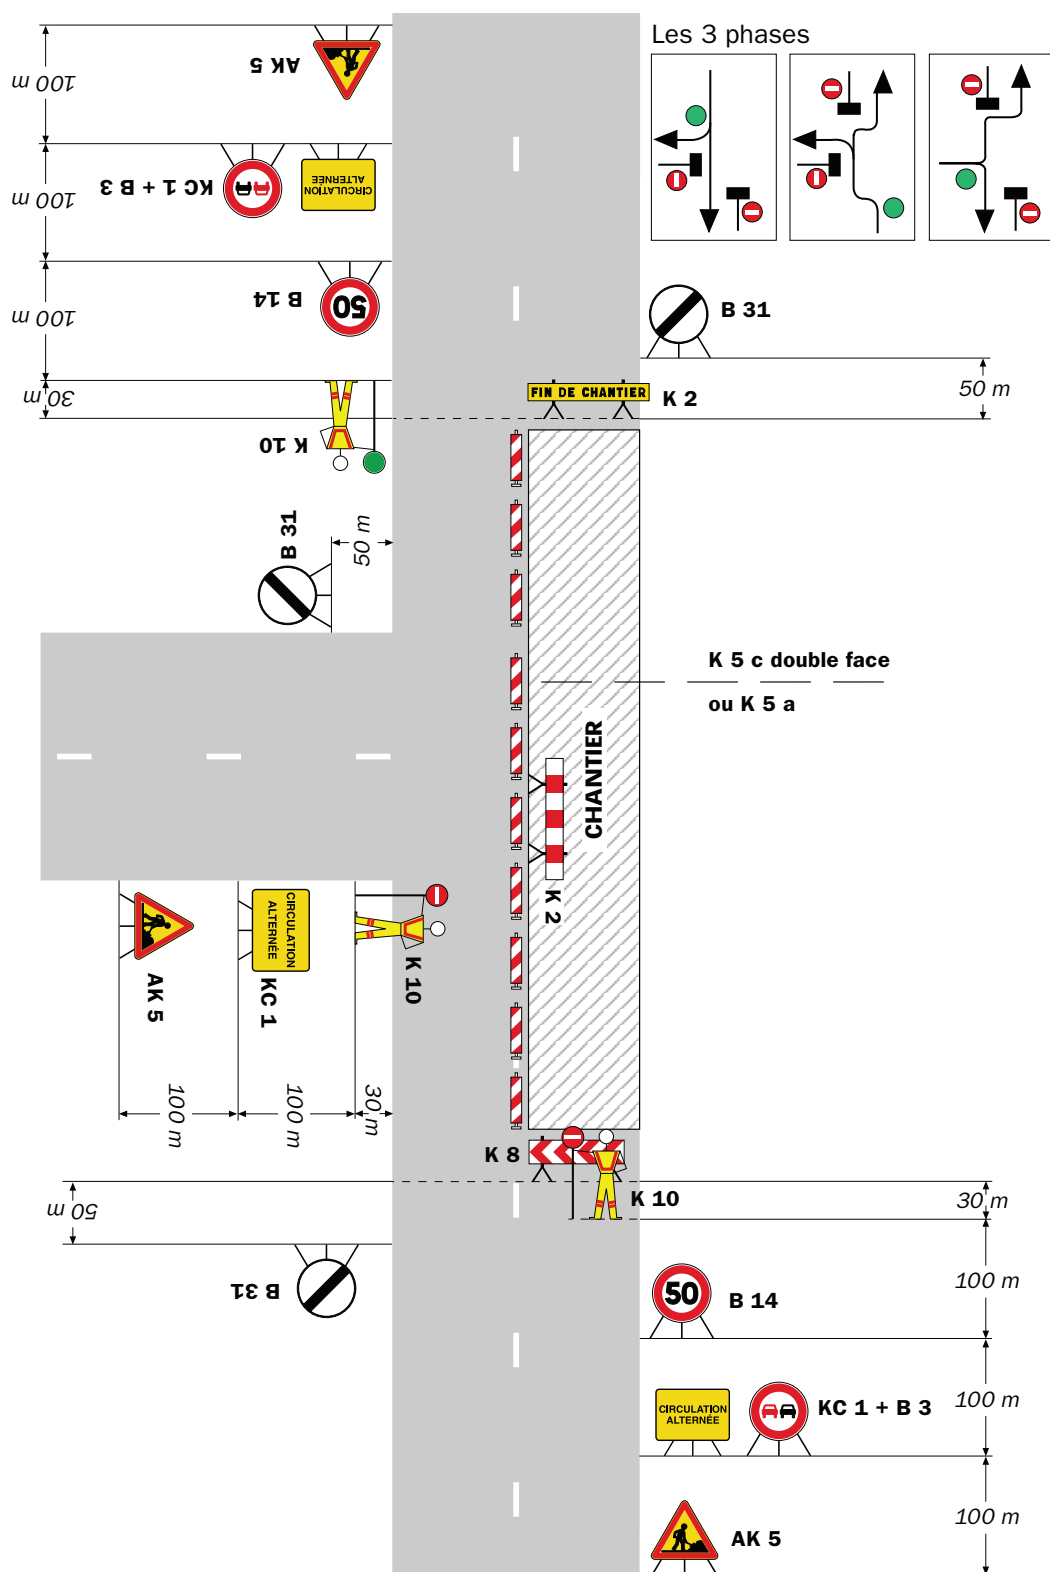 Les 3 phases
AK 5
100 m
CIRCULATION
ALTERNÉE
KC 1 + B 3
100 m
50
B 14
100 m
B 31
FIN DE CHANTIER
K 2
50 m
30 m
K 10
B 31
50 m
K 5 c double face
ou K 5 a
CHANTIER
K 2
AK 5
CIRCULATION
ALTERNÉE
KC 1
K 10
100 m
100 m
30 m
K 8
K 10
30 m
50 m
B 31
50
B 14
100 m
CIRCULATION
ALTERNÉE
KC 1 + B 3
100 m
AK 5
100 m